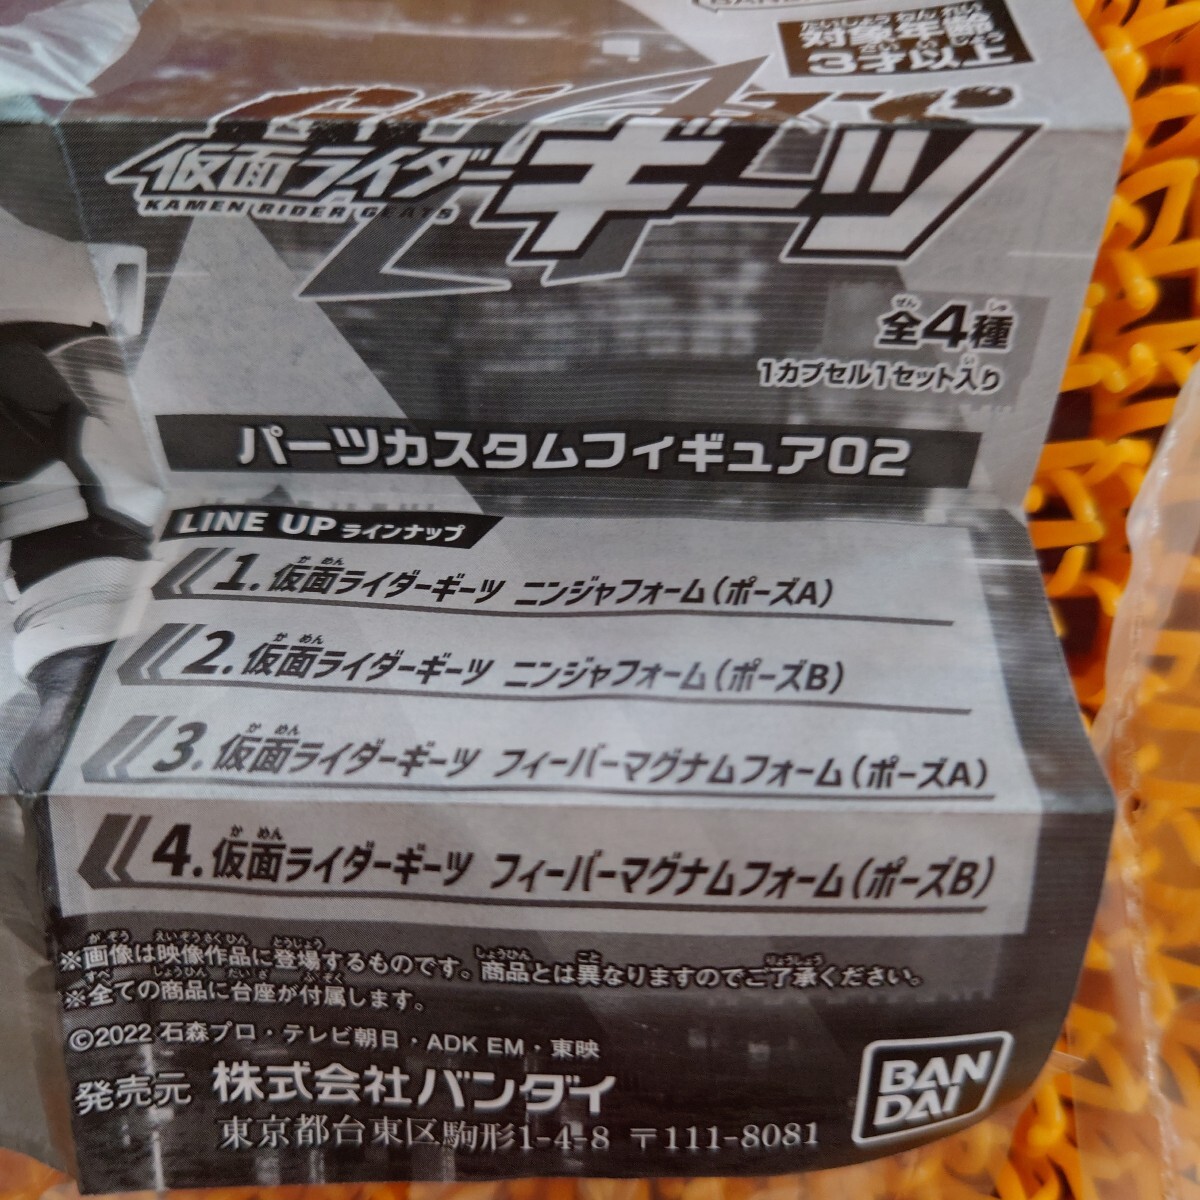 対象年齢
3才以上
仮面ライダーギーツ
KAMEN RIDER GEATS
全4種
1カプセル1セット入り
パーツカスタムフィギュア02
LINE UP ラインナップ
1. 仮面ライダーギーツ ニンジャフォーム(ポーズA)
2. 仮面ライダーギーツ ニンジャフォーム(ポーズB)
3. 仮面ライダーギーツ フィーバーマグナムフォーム(ポーズA)
4. 仮面ライダーギーツ フィーバーマグナムフォーム(ポーズB)
※画像は映像作品に登場するものです。商品とは異なりますのでご了承ください。
※全ての商品に台座が付属します。
©2022 石森プロ・テレビ朝日・ADK EM・東映
発売元 株式会社バンダイ
東京都台東区駒形1-4-8 〒111-8081
BAN
DAI